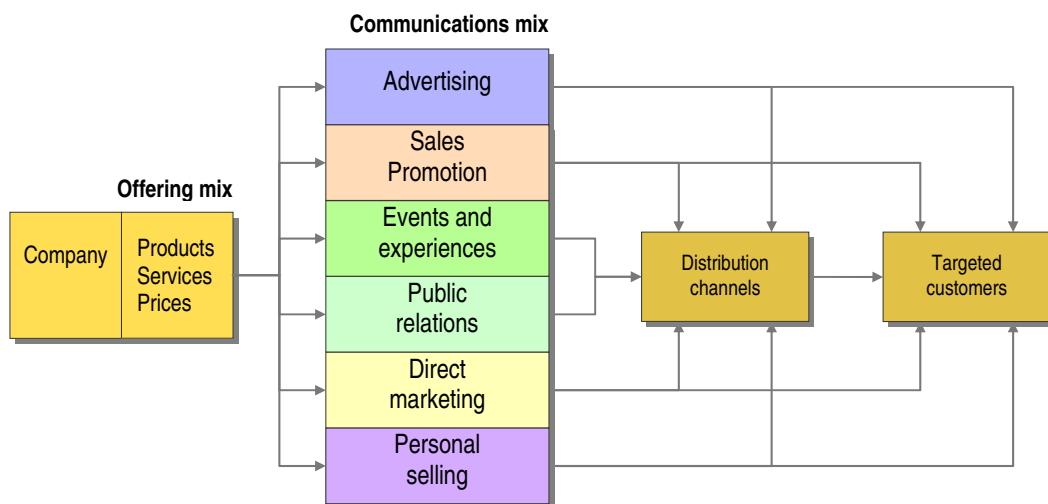 Communications mix
Advertising
Sales
Promotion
Offering mix
Company
Products
Services
Prices
Events and
experiences
Public
relations
Direct
marketing
Personal
selling
Distribution
channels
Targeted
customers